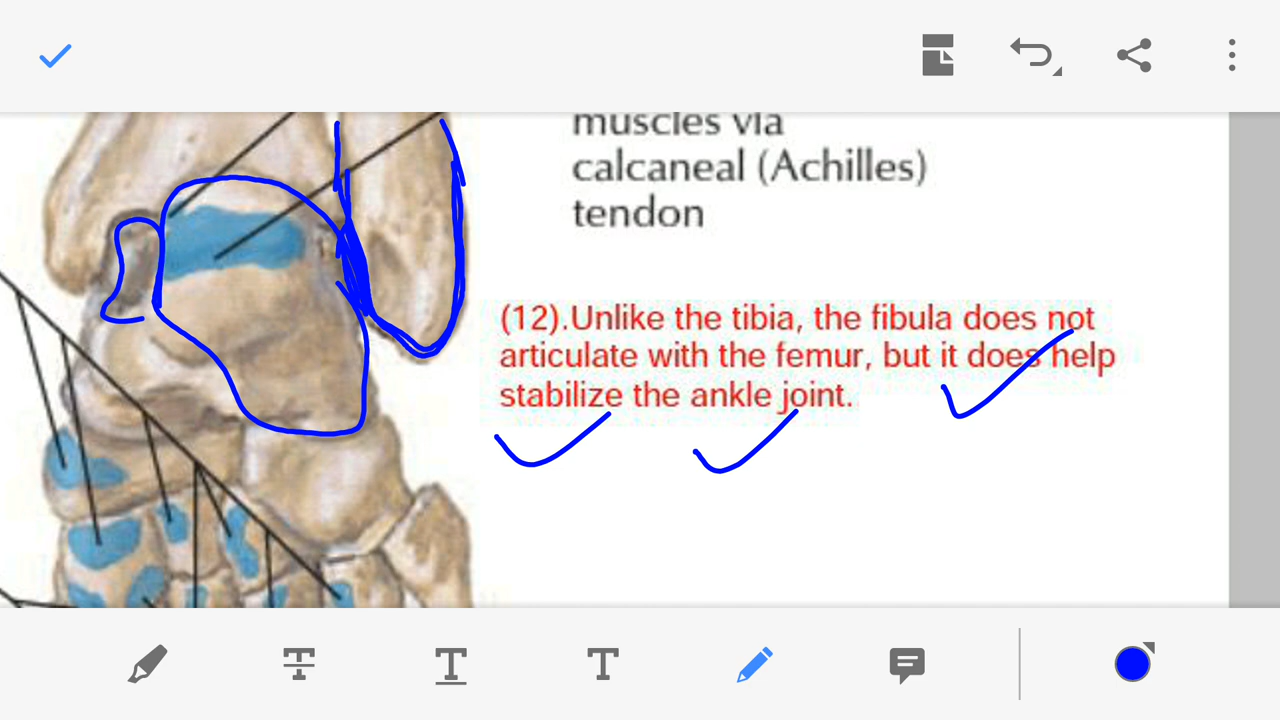 muscles via
calcaneal (Achilles)
tendon
(12).Unlike the tibia, the fibula does not
articulate with the femur, but it does help
stabilize the ankle joint.